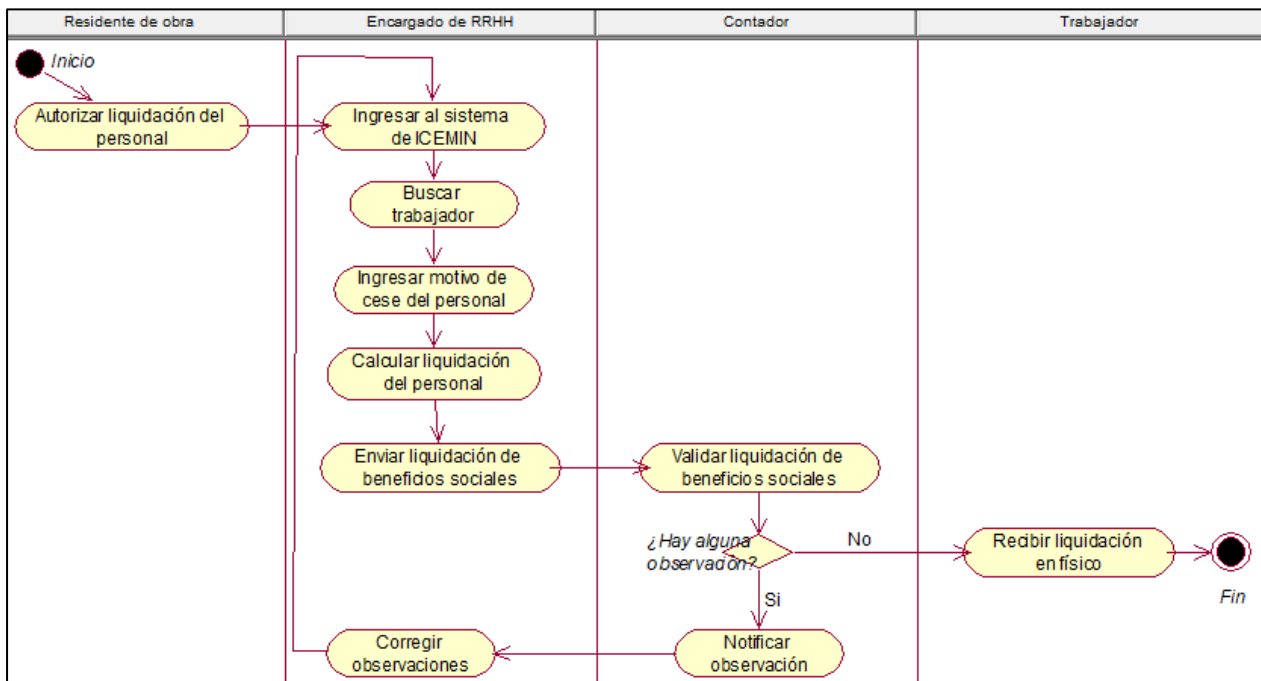 Residente de obra
Encargado de RRHH
Contador
Trabajador
Inicio
Autorizar liquidación del
personal
Ingresar al sistema
de ICEMIN
Buscar
trabajador
Ingresar motivo de
cese del personal
Calcular liquidación
del personal
Enviar liquidación de
beneficios sociales
Validar liquidación de
beneficios sociales
¿Hay alguna
observación?
No
Recibir liquidación
en físico
Fin
Si
Corregir
observaciones
Notificar
observación